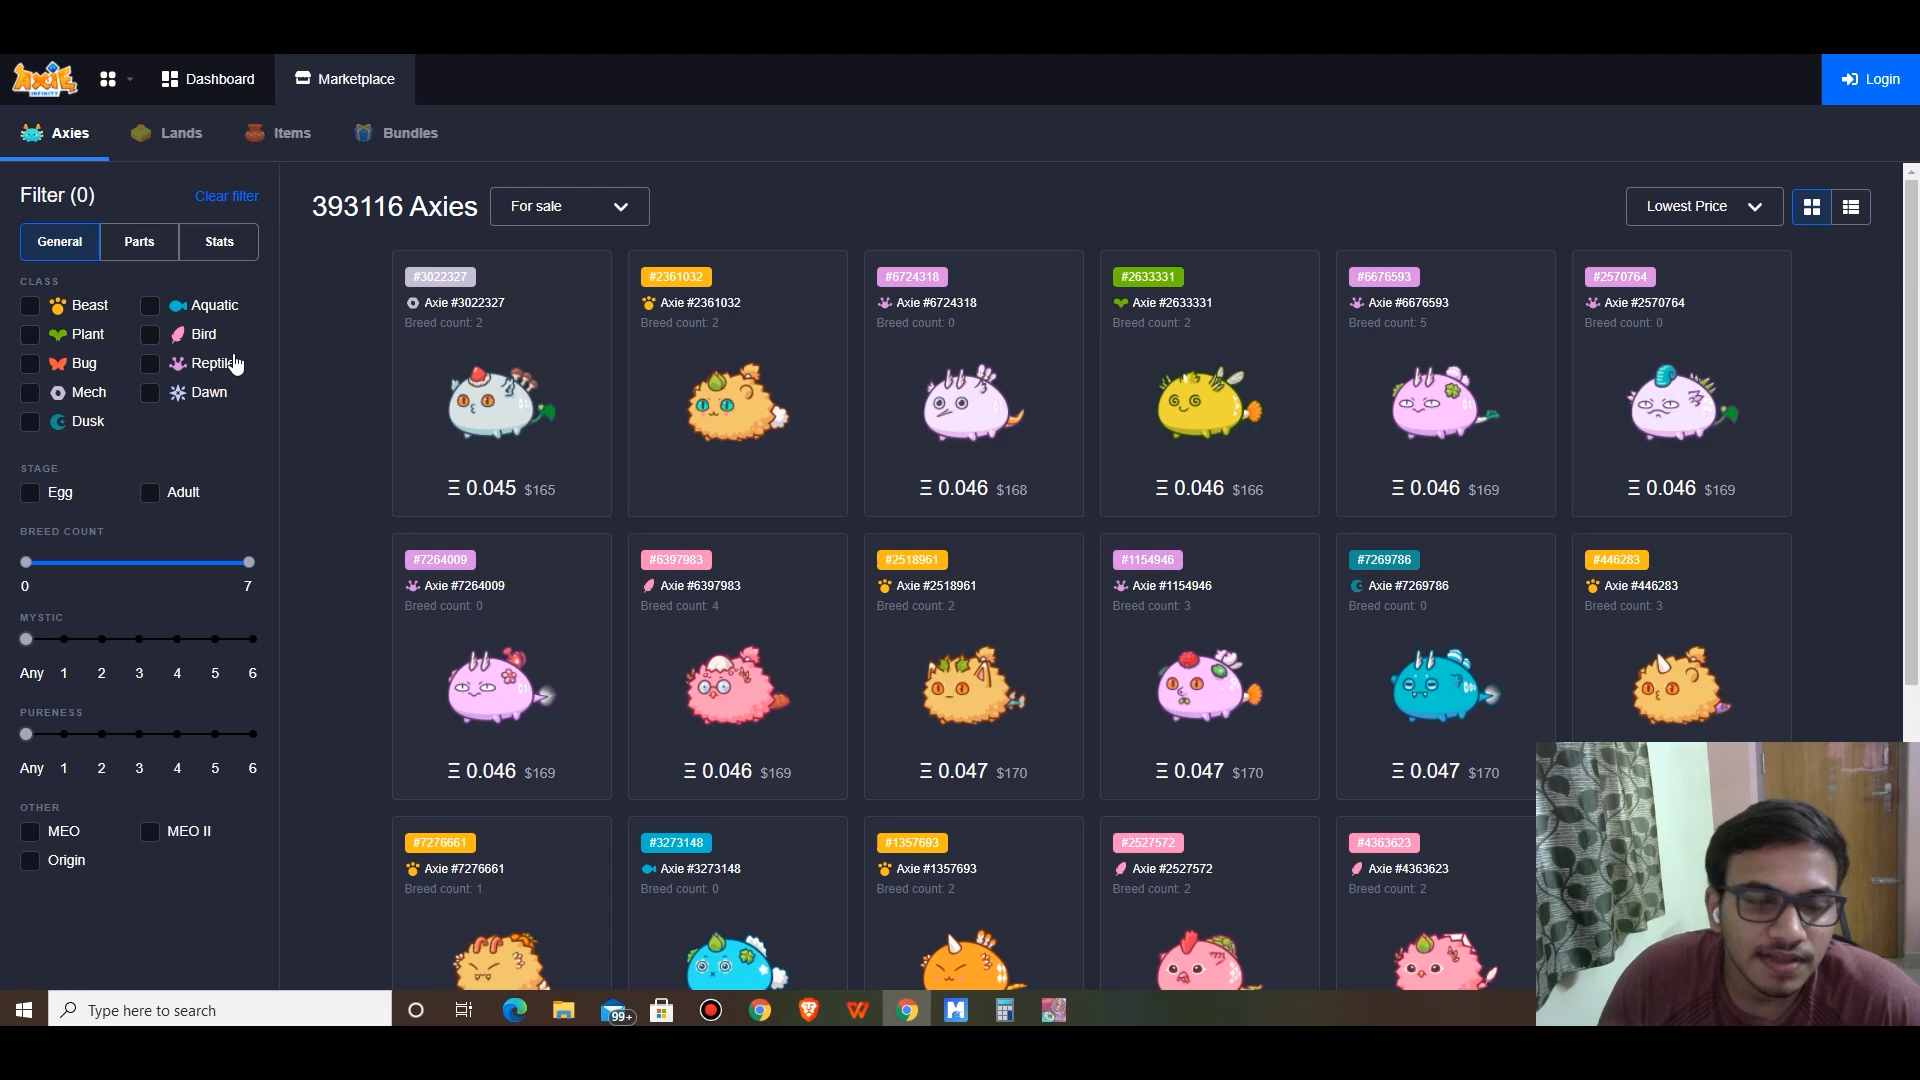 AXIE
INFINITY
Dashboard
Marketplace
Login
Axies
Lands
Items
Bundles
Filter (0)
Clear filter
General
Parts
Stats
CLASS
Beast
Aquatic
Plant
Bird
Bug
Reptile
Mech
Dawn
Dusk
STAGE
Egg
Adult
BREED COUNT
0
7
MYSTIC
Any 1 2 3 4 5 6
PURENESS
Any 1 2 3 4 5 6
OTHER
MEO
MEO II
Origin
393116 Axies
For sale
Lowest Price
#3022327
Axie #3022327
Breed count: 2
Ξ 0.045 $165
#2361032
Axie #2361032
Breed count: 2
#6724318
Axie #6724318
Breed count: 0
Ξ 0.046 $168
#2633331
Axie #2633331
Breed count: 2
Ξ 0.046 $166
#6676593
Axie #6676593
Breed count: 5
Ξ 0.046 $169
#2570764
Axie #2570764
Breed count: 0
Ξ 0.046 $169
#7264009
Axie #7264009
Breed count: 0
Ξ 0.046 $169
#6397983
Axie #6397983
Breed count: 4
Ξ 0.046 $169
#2518961
Axie #2518961
Breed count: 2
Ξ 0.047 $170
#1154946
Axie #1154946
Breed count: 3
Ξ 0.047 $170
#7269786
Axie #7269786
Breed count: 0
Ξ 0.047 $170
#446283
Axie #446283
Breed count: 3
#7276661
Axie #7276661
Breed count: 1
#3273148
Axie #3273148
Breed count: 0
#1357693
Axie #1357693
Breed count: 2
#2527572
Axie #2527572
Breed count: 2
#4363623
Axie #4363623
Breed count: 2
Type here to search
99+